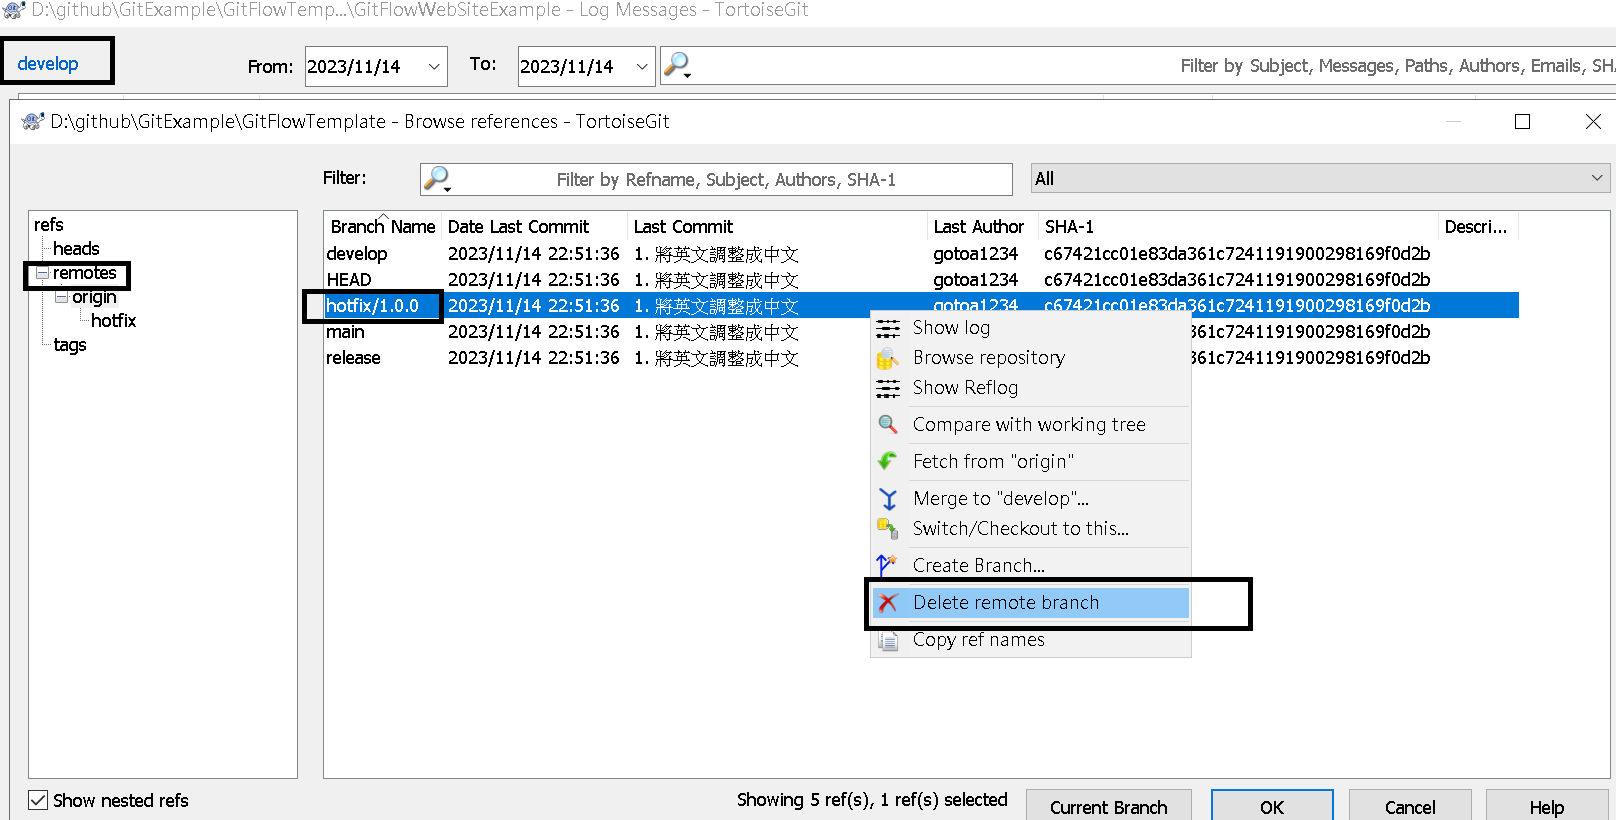 D:\github\GitExample\GitFlowTemp...\GitFlowWebSiteExample - Log Messages - TortoiseGit
develop From: 2023/11/14 To: 2023/11/14 Filter by Subject, Messages, Paths, Authors, Emails, SH
D:\github\GitExample\GitFlowTemplate - Browse references - TortoiseGit
Filter: Filter by Refname, Subject, Authors, SHA-1 All
refs
heads
remotes
origin
hotfix
tags
Branch Name Date Last Commit Last Commit Last Author SHA-1 Descri...
develop 2023/11/14 22:51:36 1. 將英文調整成中文 gotoa1234 c67421cc01e83da361c7241191900298169f0d2b
HEAD 2023/11/14 22:51:36 1. 將英文調整成中文 gotoa1234 c67421cc01e83da361c7241191900298169f0d2b
hotfix/1.0.0 2023/11/14 22:51:36 1. 將英文調整成中文 gotoa1234 c67421cc01e83da361c7241191900298169f0d2b
main 2023/11/14 22:51:36 1. 將英文調整成中文 361c7241191900298169f0d2b
release 2023/11/14 22:51:36 1. 將英文調整成中文 361c7241191900298169f0d2b
Show log
Browse repository
Show Reflog
Compare with working tree
Fetch from "origin"
Merge to "develop"...
Switch/Checkout to this...
Create Branch...
Delete remote branch
Copy ref names
Show nested refs
Showing 5 ref(s), 1 ref(s) selected
Current Branch OK Cancel Help